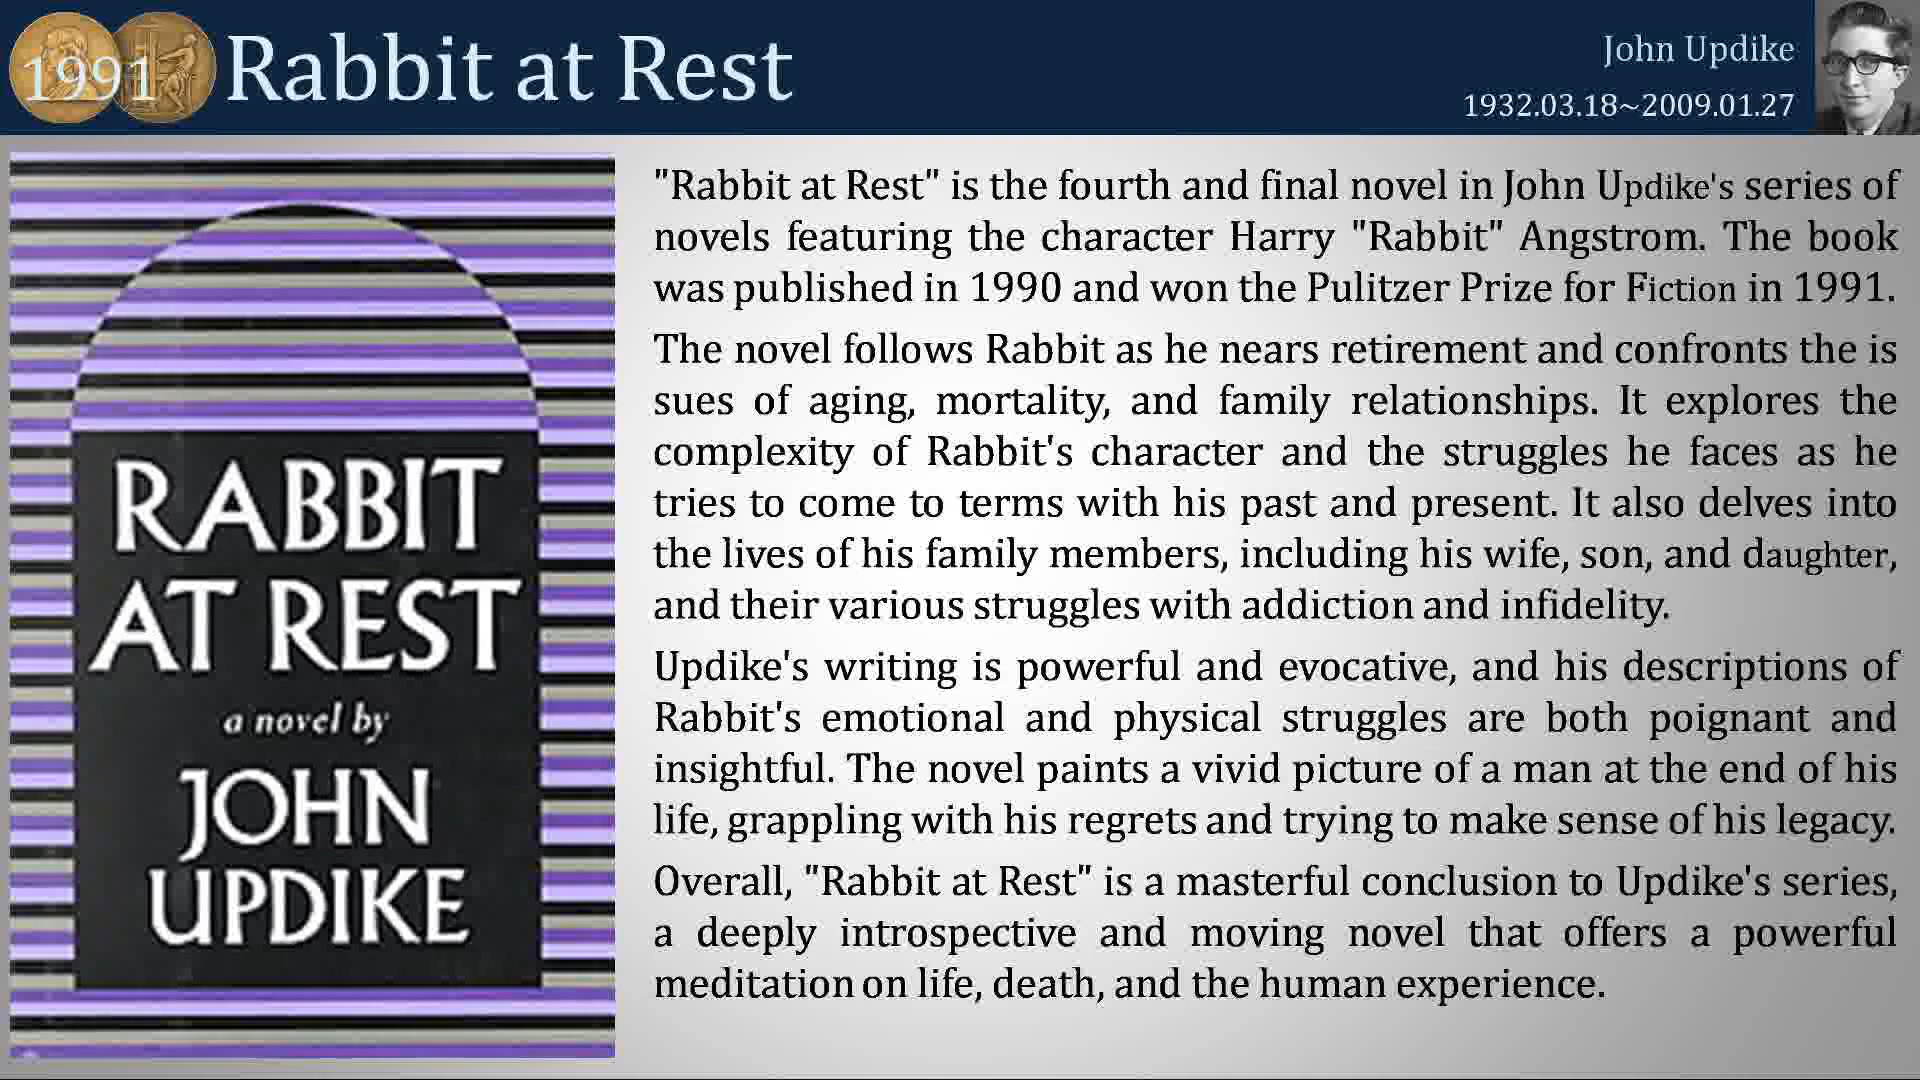 1991
Rabbit at Rest
John Updike
1932.03.18~2009.01.27
RABBIT
AT REST
a novel by
JOHN
UPDIKE
"Rabbit at Rest" is the fourth and final novel in John Updike's series of
novels featuring the character Harry "Rabbit" Angstrom. The book
was published in 1990 and won the Pulitzer Prize for Fiction in 1991.
The novel follows Rabbit as he nears retirement and confronts the is
sues of aging, mortality, and family relationships. It explores the
complexity of Rabbit's character and the struggles he faces as he
tries to come to terms with his past and present. It also delves into
the lives of his family members, including his wife, son, and daughter,
and their various struggles with addiction and infidelity.
Updike's writing is powerful and evocative, and his descriptions of
Rabbit's emotional and physical struggles are both poignant and
insightful. The novel paints a vivid picture of a man at the end of his
life, grappling with his regrets and trying to make sense of his legacy.
Overall, "Rabbit at Rest" is a masterful conclusion to Updike's series,
a deeply introspective and moving novel that offers a powerful
meditation on life, death, and the human experience.